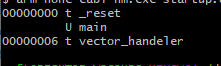 00000000 t _reset
         U main
00000006 t vector_handeler